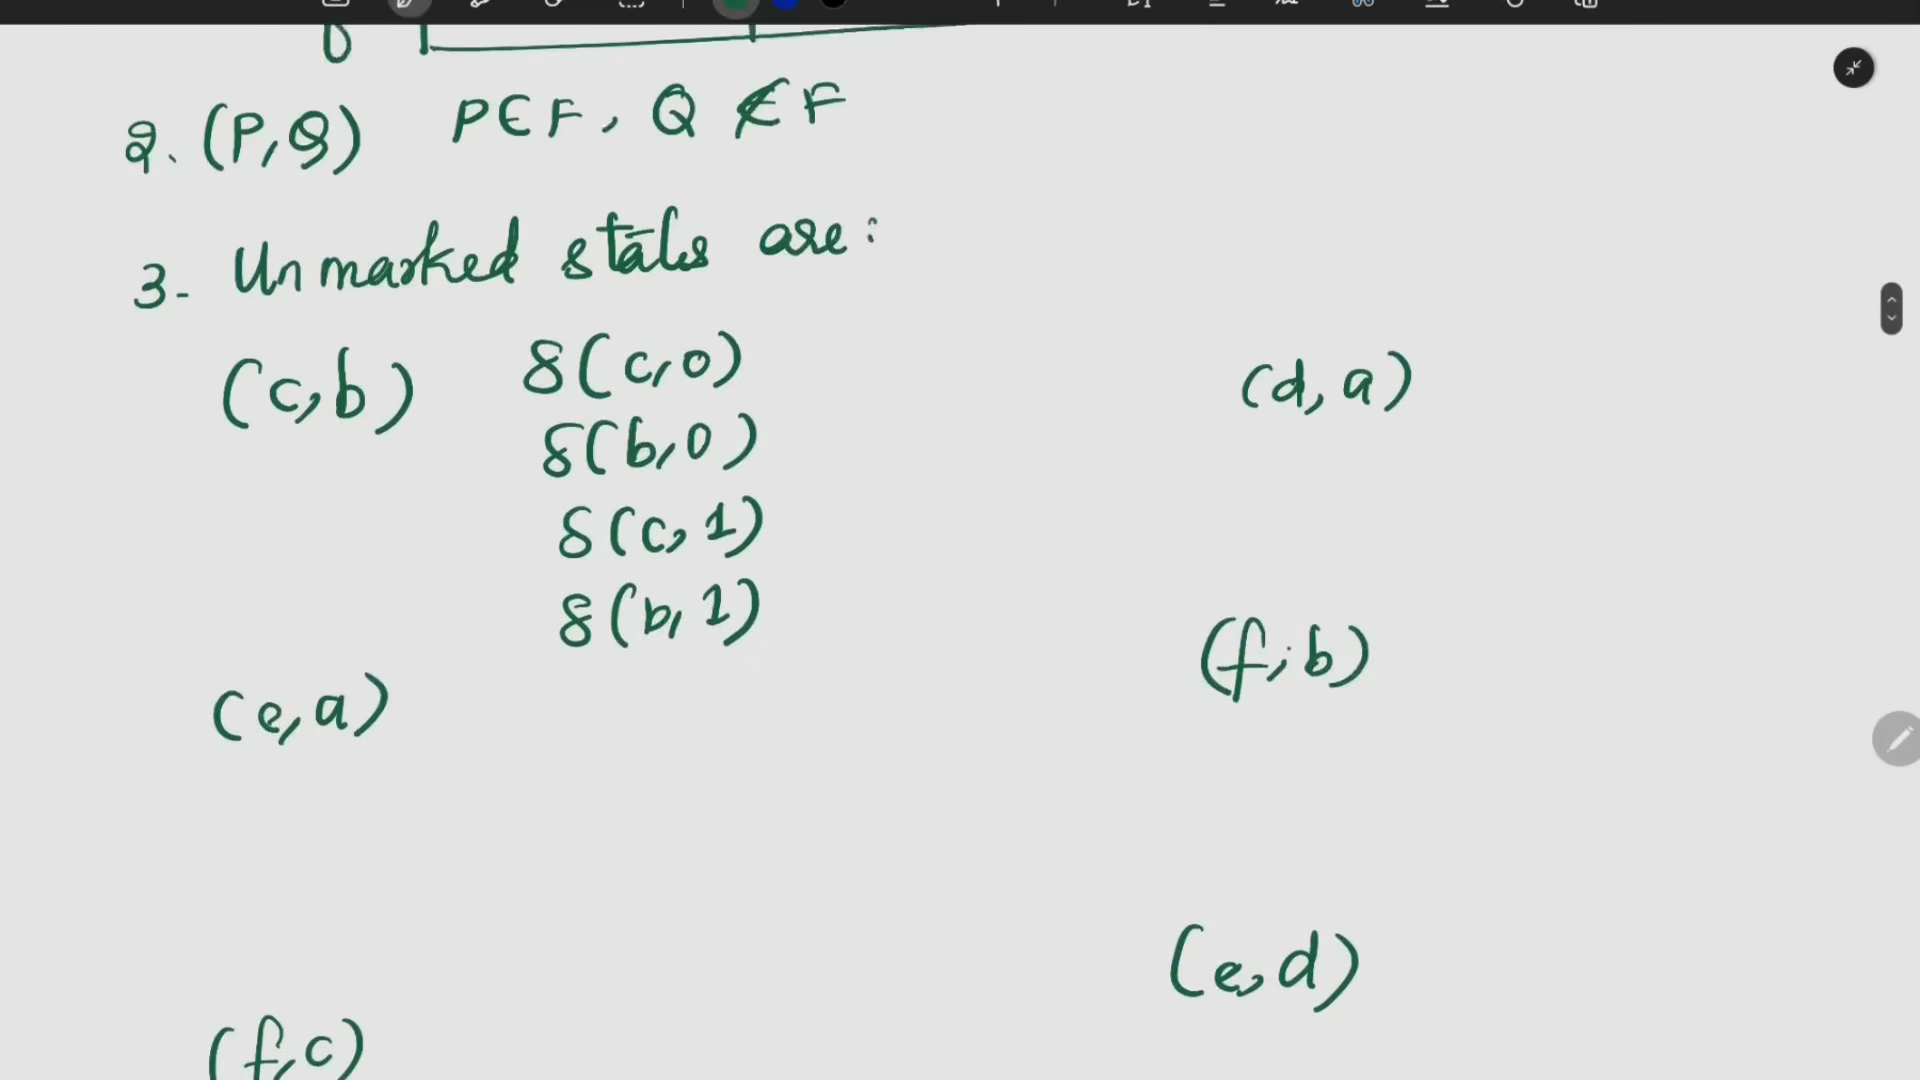 b
2. (P,Q) P∈F, Q ∉ F
3- Unmarked states are:
(c,b) δ(c,0) (d,a)
δ(b,0)
δ(c,1)
δ(b,1) (f,b)
(e,a)
(e,d)
(f,c)